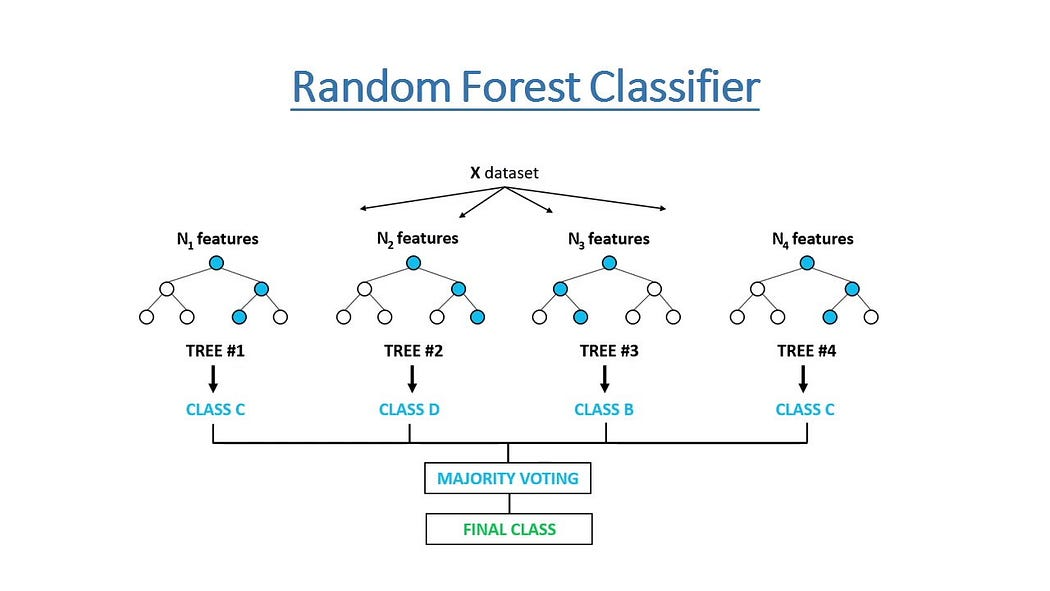 Random Forest Classifier
X dataset
N1 features N2 features N3 features N4 features
TREE #1 TREE #2 TREE #3 TREE #4
CLASS C CLASS D CLASS B CLASS C
MAJORITY VOTING
FINAL CLASS